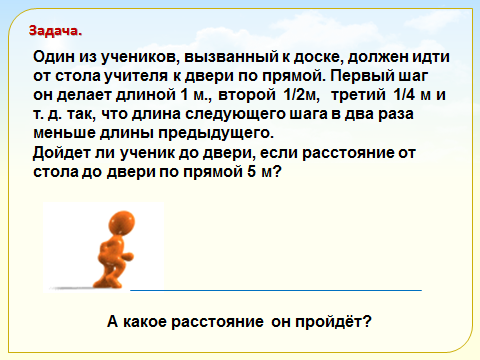 Задача.
Один из учеников, вызванный к доске, должен идти
от стола учителя к двери по прямой. Первый шаг
он делает длиной 1 м., второй 1/2м, третий 1/4 м и
т. д. так, что длина следующего шага в два раза
меньше длины предыдущего.
Дойдет ли ученик до двери, если расстояние от
стола до двери по прямой 5 м?
А какое расстояние он пройдёт?